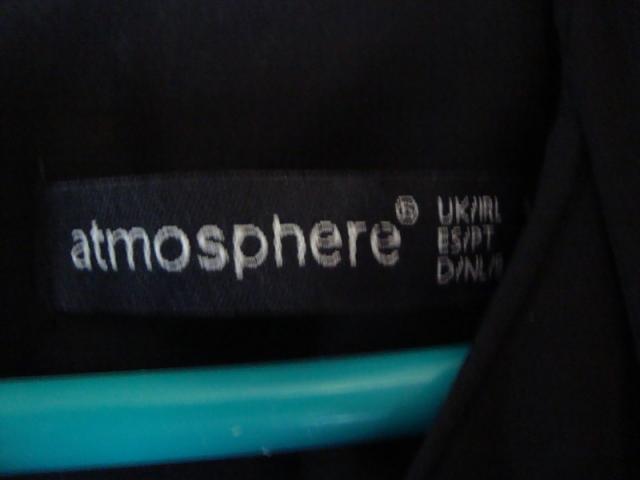 atmosphere®
UK/IRL
ES/PT
D/NL/